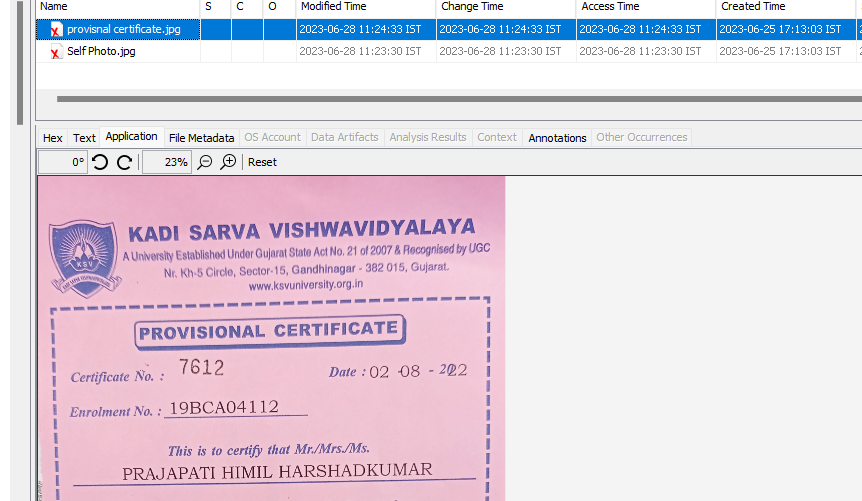 Name S C O Modified Time Change Time Access Time Created Time
provisnal certificate.jpg 2023-06-28 11:24:33 IST 2023-06-28 11:24:33 IST 2023-06-28 11:24:33 IST 2023-06-25 17:13:03 IST
Self Photo.jpg 2023-06-28 11:23:30 IST 2023-06-28 11:23:30 IST 2023-06-28 11:23:30 IST 2023-06-25 17:13:03 IST
Hex Text Application File Metadata OS Account Data Artifacts Analysis Results Context Annotations Other Occurrences
0° 23% Reset
KADI SARVA VISHWAVIDYALAYA
A University Established Under Gujarat State Act No. 21 of 2007 & Recognised by UGC
Nr. Kh-5 Circle, Sector-15, Gandhinagar - 382 015, Gujarat.
www.ksvuniversity.org.in
KSV
PROVISIONAL CERTIFICATE
Certificate No. : 7612 Date : 02 -08 - 2022
Enrolment No. : 19BCA04112
This is to certify that Mr./Mrs./Ms.
PRAJAPATI HIMIL HARSHADKUMAR